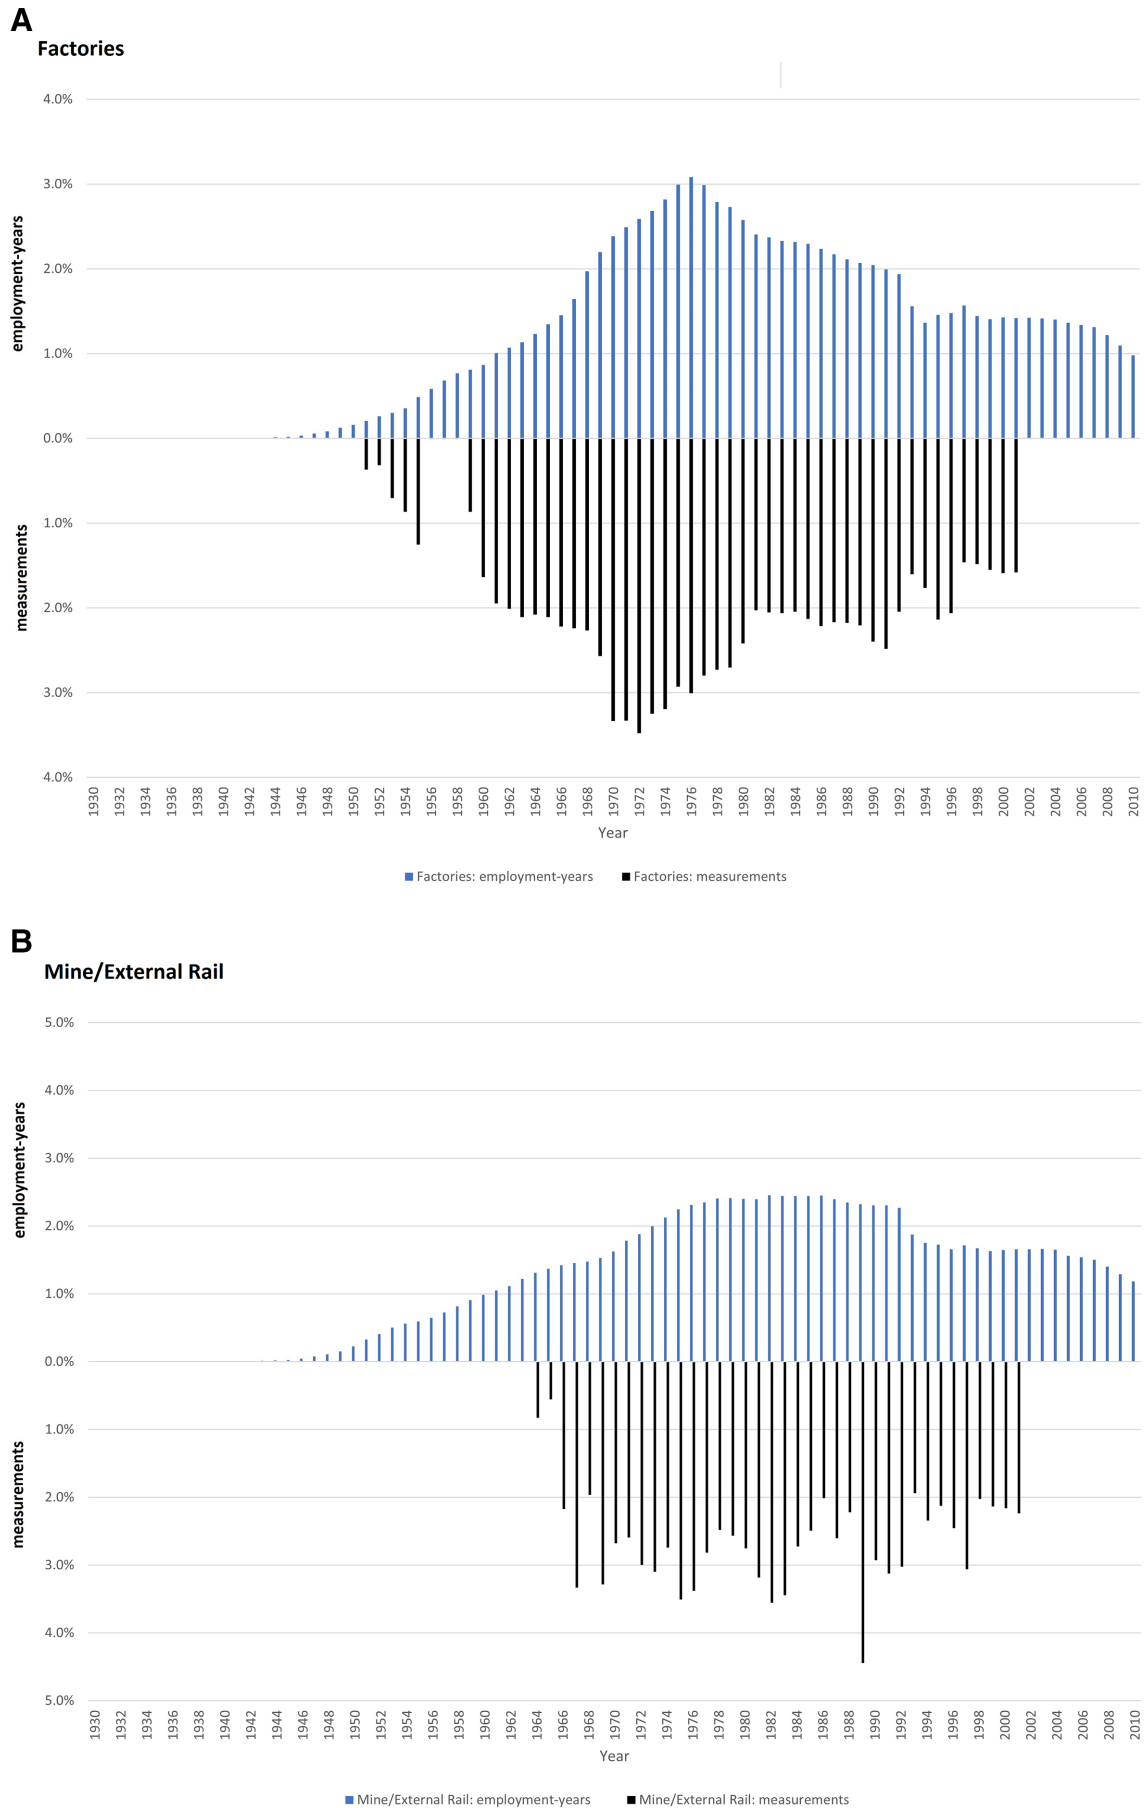 A
Factories
4.0%
3.0%
2.0%
1.0%
0.0%
1.0%
2.0%
3.0%
4.0%
employment-years
measurements
1930 1932 1934 1936 1938 1940 1942 1944 1946 1948 1950 1952 1954 1956 1958 1960 1962 1964 1966 1968 1970 1972 1974 1976 1978 1980 1982 1984 1986 1988 1990 1992 1994 1996 1998 2000 2002 2004 2006 2008 2010
Year
Factories: employment-years Factories: measurements
B
Mine/External Rail
5.0%
4.0%
3.0%
2.0%
1.0%
0.0%
1.0%
2.0%
3.0%
4.0%
5.0%
employment-years
measurements
1930 1932 1934 1936 1938 1940 1942 1944 1946 1948 1950 1952 1954 1956 1958 1960 1962 1964 1966 1968 1970 1972 1974 1976 1978 1980 1982 1984 1986 1988 1990 1992 1994 1996 1998 2000 2002 2004 2006 2008 2010
Year
Mine/External Rail: employment-years Mine/External Rail: measurements